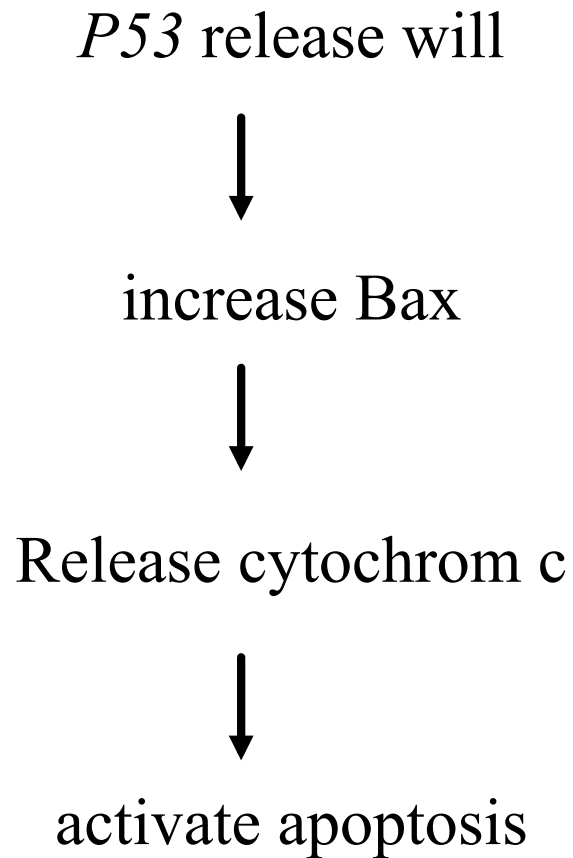 P53 release will
increase Bax
Release cytochrom c
activate apoptosis